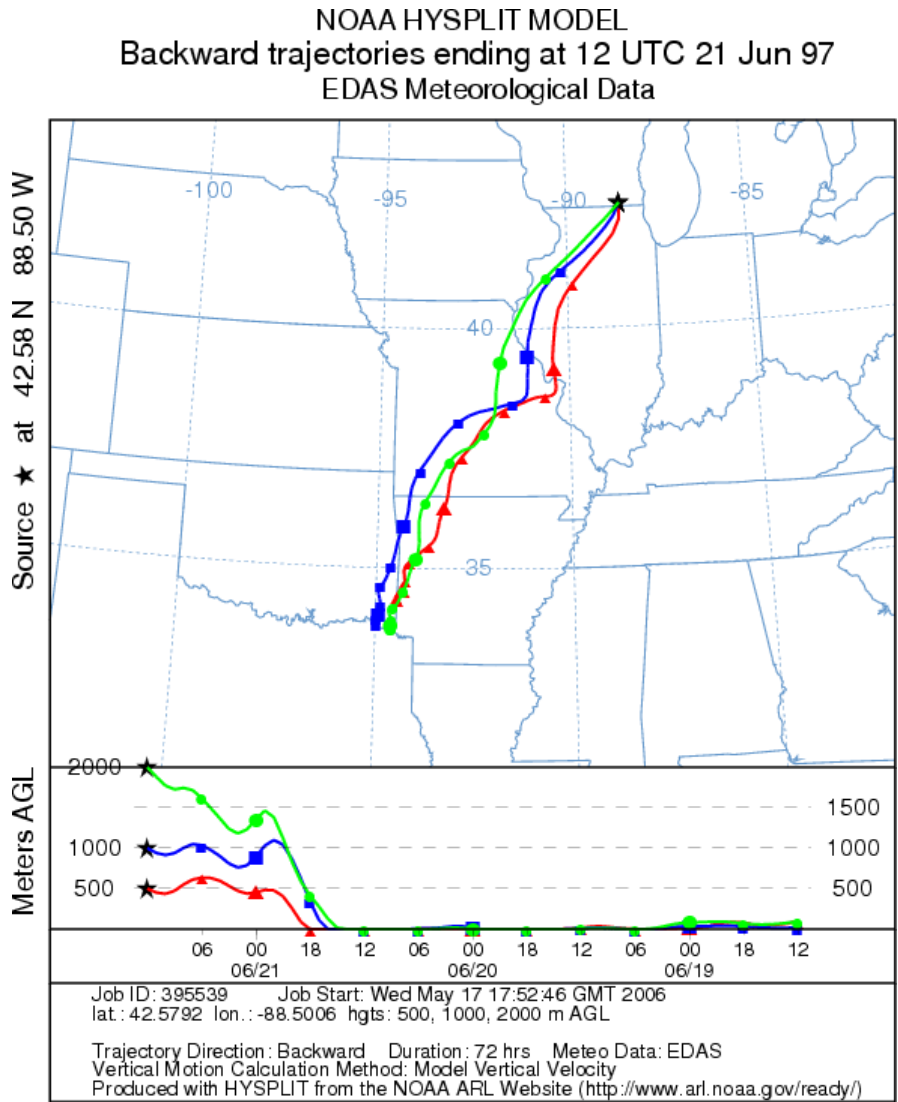 NOAA HYSPLIT MODEL
Backward trajectories ending at 12 UTC 21 Jun 97
EDAS Meteorological Data
Source ★ at 42.58 N 88.50 W
-100
-95
-90
-85
40
35
Meters AGL
2000
1000
500
1500
1000
500
06 00 18 12 06 00 18 12 06 00 18 12
06/21 06/20 06/19
Job ID: 395539 Job Start: Wed May 17 17:52:46 GMT 2006
lat.: 42.5792 lon.: -88.5006 hgts: 500, 1000, 2000 m AGL
Trajectory Direction: Backward Duration: 72 hrs Meteo Data: EDAS
Vertical Motion Calculation Method: Model Vertical Velocity
Produced with HYSPLIT from the NOAA ARL Website (http://www.arl.noaa.gov/ready/)